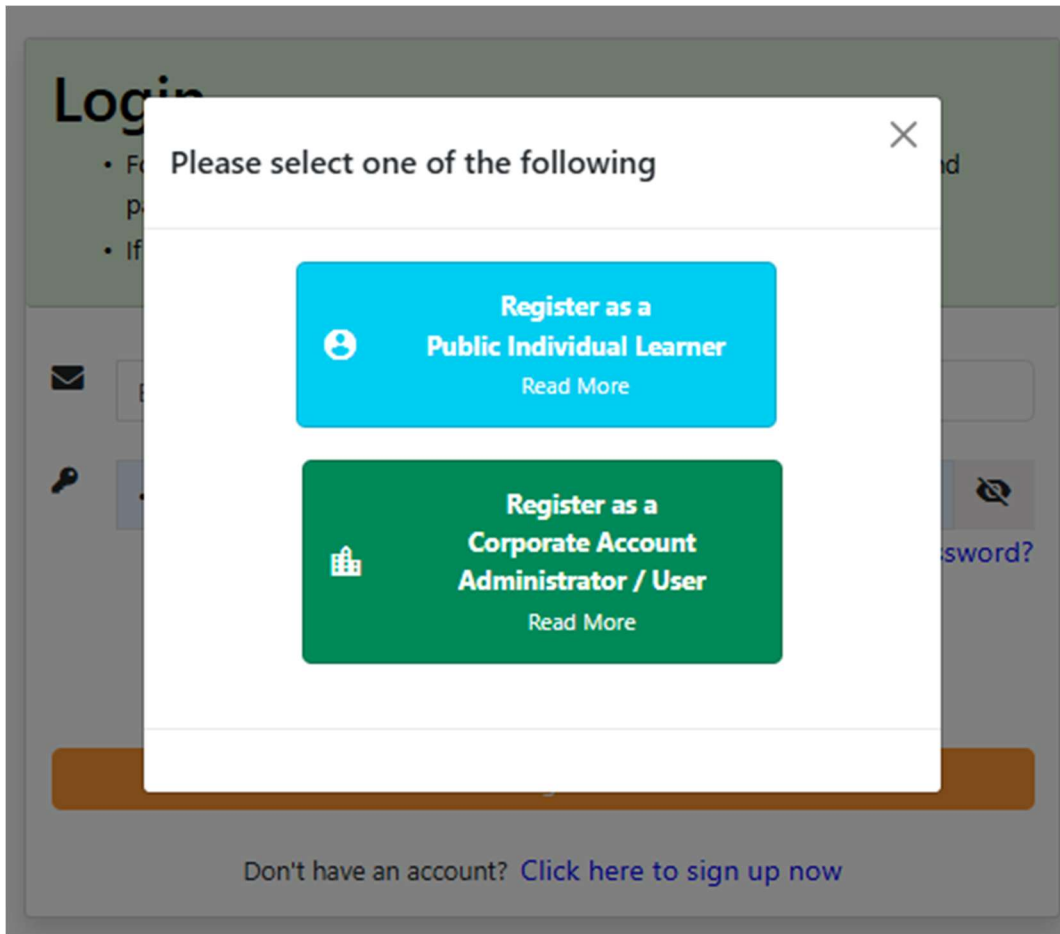 Login
Please select one of the following
If
Register as a
Public Individual Learner
Read More
Register as a
Corporate Account
Administrator / User
Read More
Don't have an account? Click here to sign up now